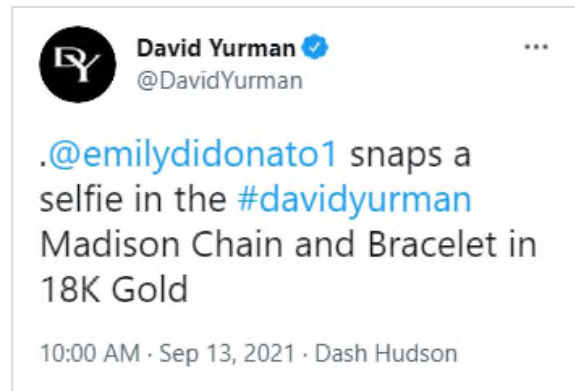 DY
David Yurman
@DavidYurman
.@emilydidonato1 snaps a
selfie in the #davidyurman
Madison Chain and Bracelet in
18K Gold
10:00 AM · Sep 13, 2021 · Dash Hudson